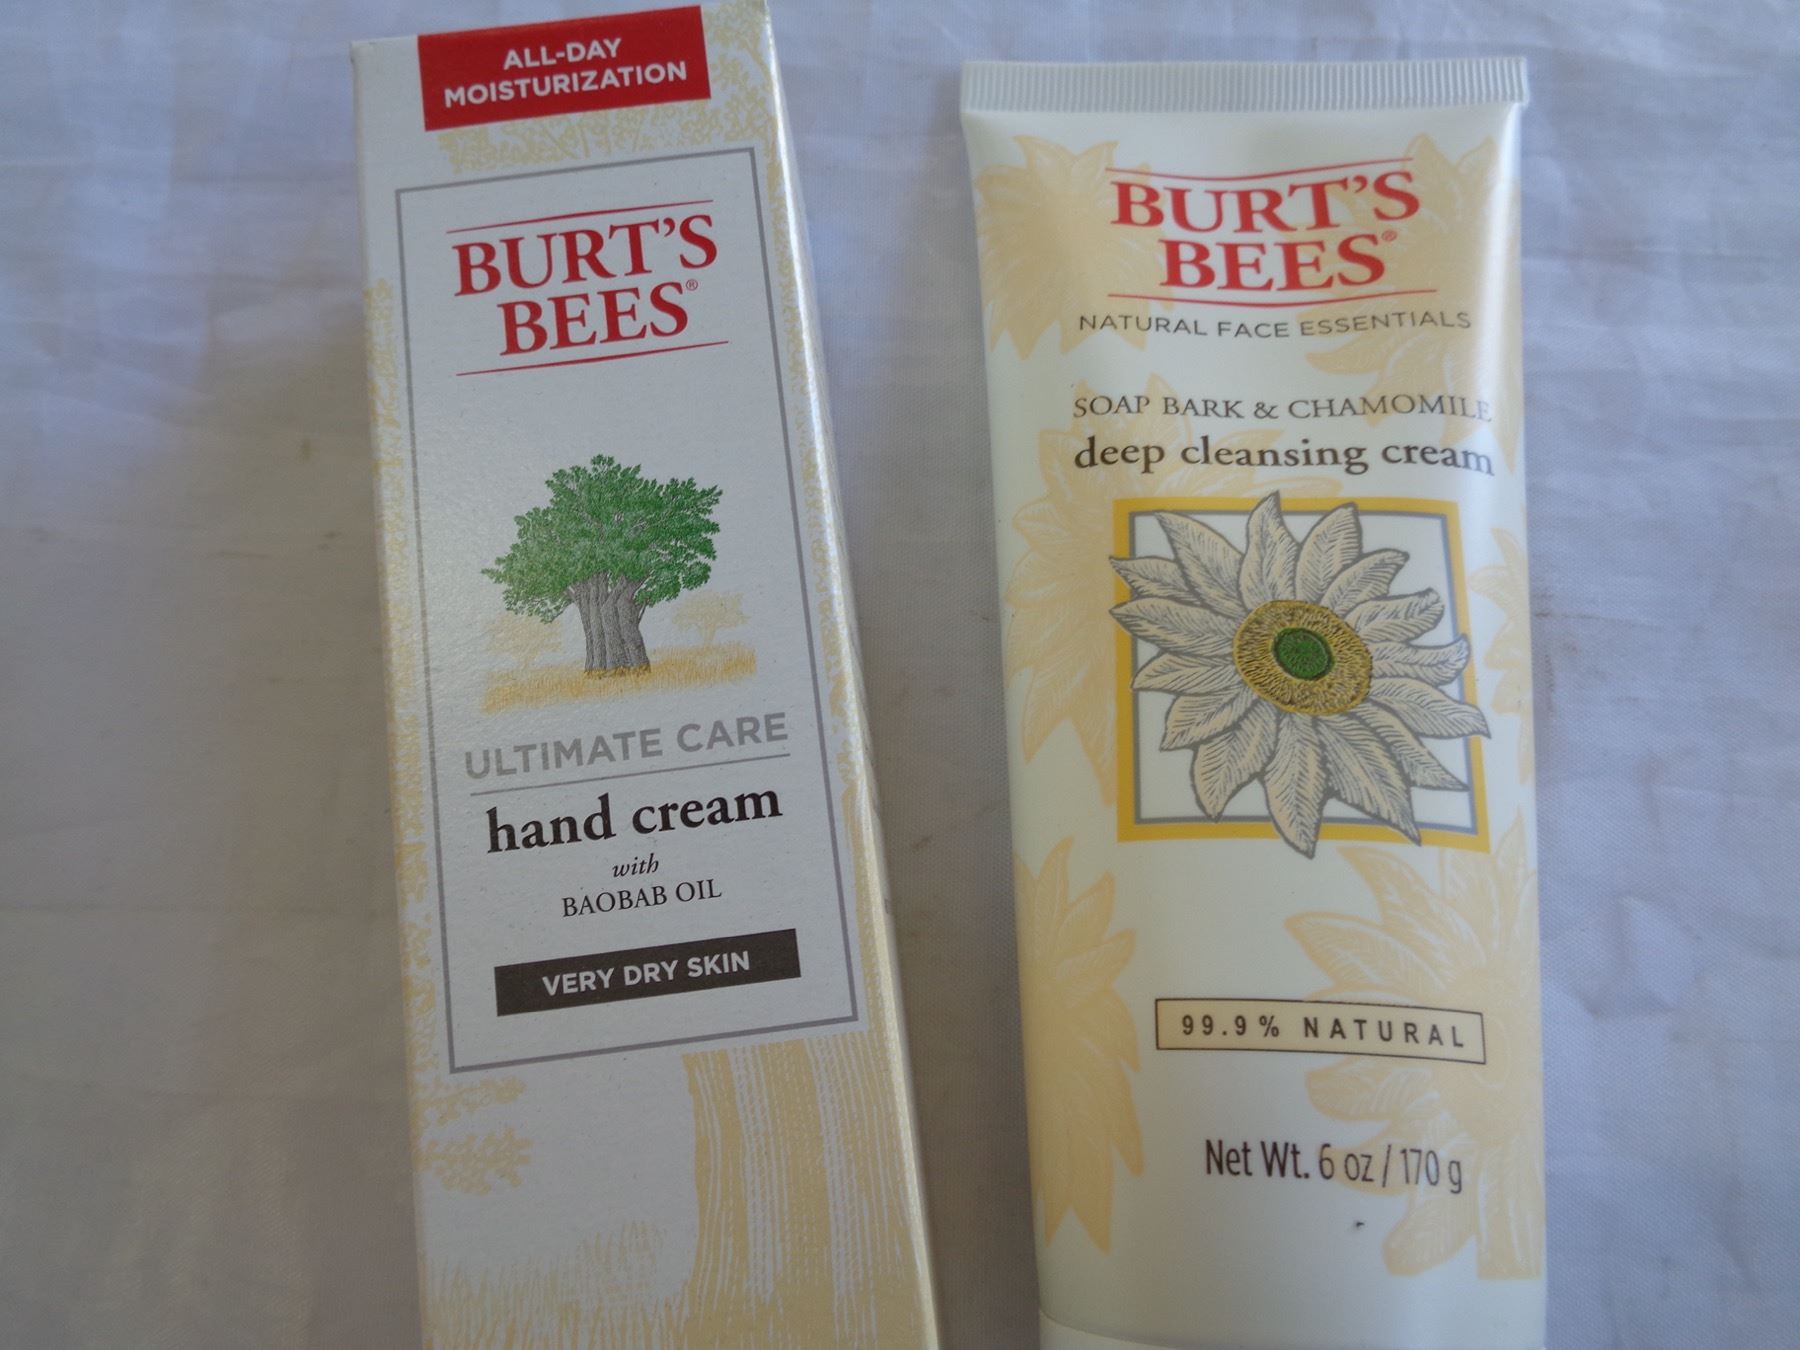 ALL-DAY
MOISTURIZATION
BURT'S
BEES®
ULTIMATE CARE
hand cream
with
BAOBAB OIL
VERY DRY SKIN
BURT'S
BEES®
NATURAL FACE ESSENTIALS
SOAP BARK & CHAMOMILE
deep cleansing cream
99.9% NATURAL
Net Wt. 6 oz / 170 g